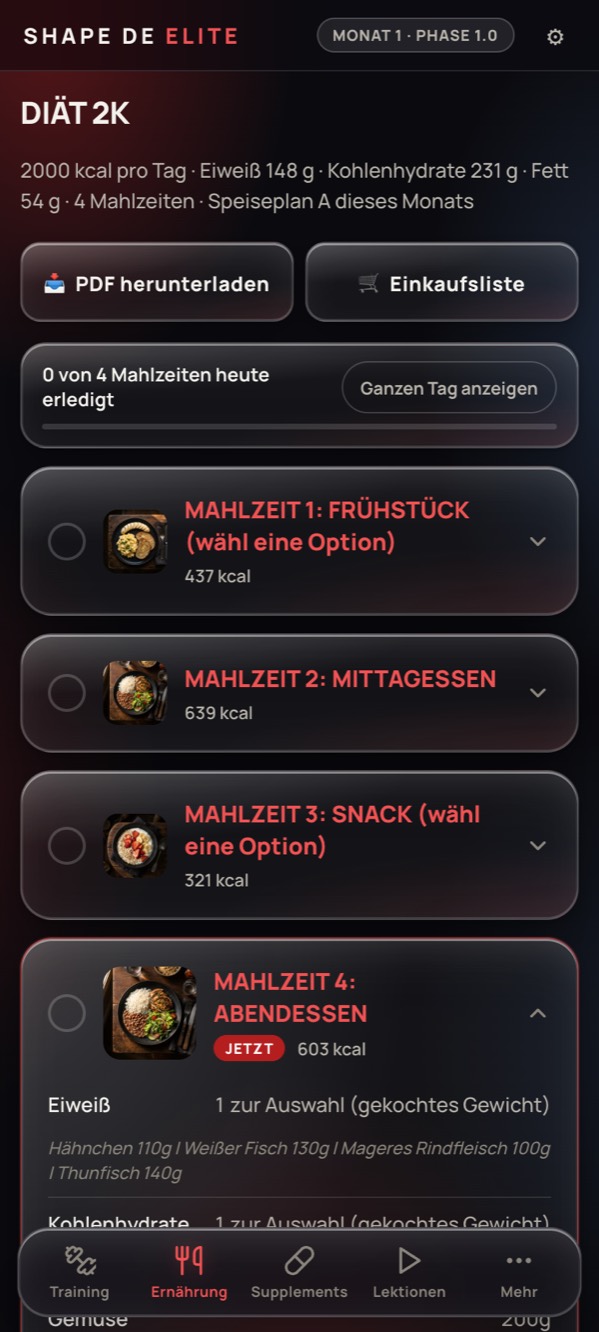 SHAPE DE ELITE
MONAT 1 · PHASE 1.0
DIÄT 2K
2000 kcal pro Tag · Eiweiß 148 g · Kohlenhydrate 231 g · Fett
54 g · 4 Mahlzeiten · Speiseplan A dieses Monats
PDF herunterladen
Einkaufsliste
0 von 4 Mahlzeiten heute
erledigt
Ganzen Tag anzeigen
MAHLZEIT 1: FRÜHSTÜCK
(wähl eine Option)
437 kcal
MAHLZEIT 2: MITTAGESSEN
639 kcal
MAHLZEIT 3: SNACK (wähl
eine Option)
321 kcal
MAHLZEIT 4:
ABENDESSEN
JETZT 603 kcal
Eiweiß 1 zur Auswahl (gekochtes Gewicht)
Hähnchen 110g | Weißer Fisch 130g | Mageres Rindfleisch 100g
| Thunfisch 140g
Kohlenhydrate 1 zur Auswahl (gekochtes Gewicht)
Training
Ernährung
Supplements
Lektionen
Mehr
Gemüse 200g